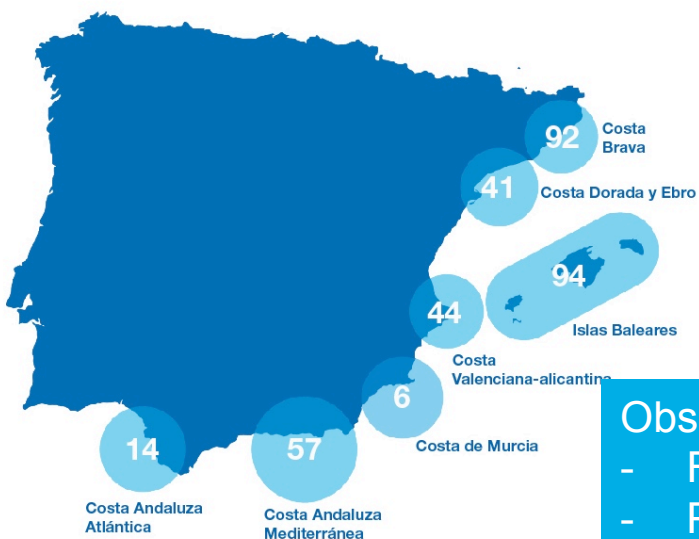 92
Costa
Brava
41
Costa Dorada y Ebro
94
Islas Baleares
44
Costa
Valenciana-alicantina
6
Costa de Murcia
14
Costa Andaluza
Atlántica
57
Costa Andaluza
Mediterránea
Obs
-
-